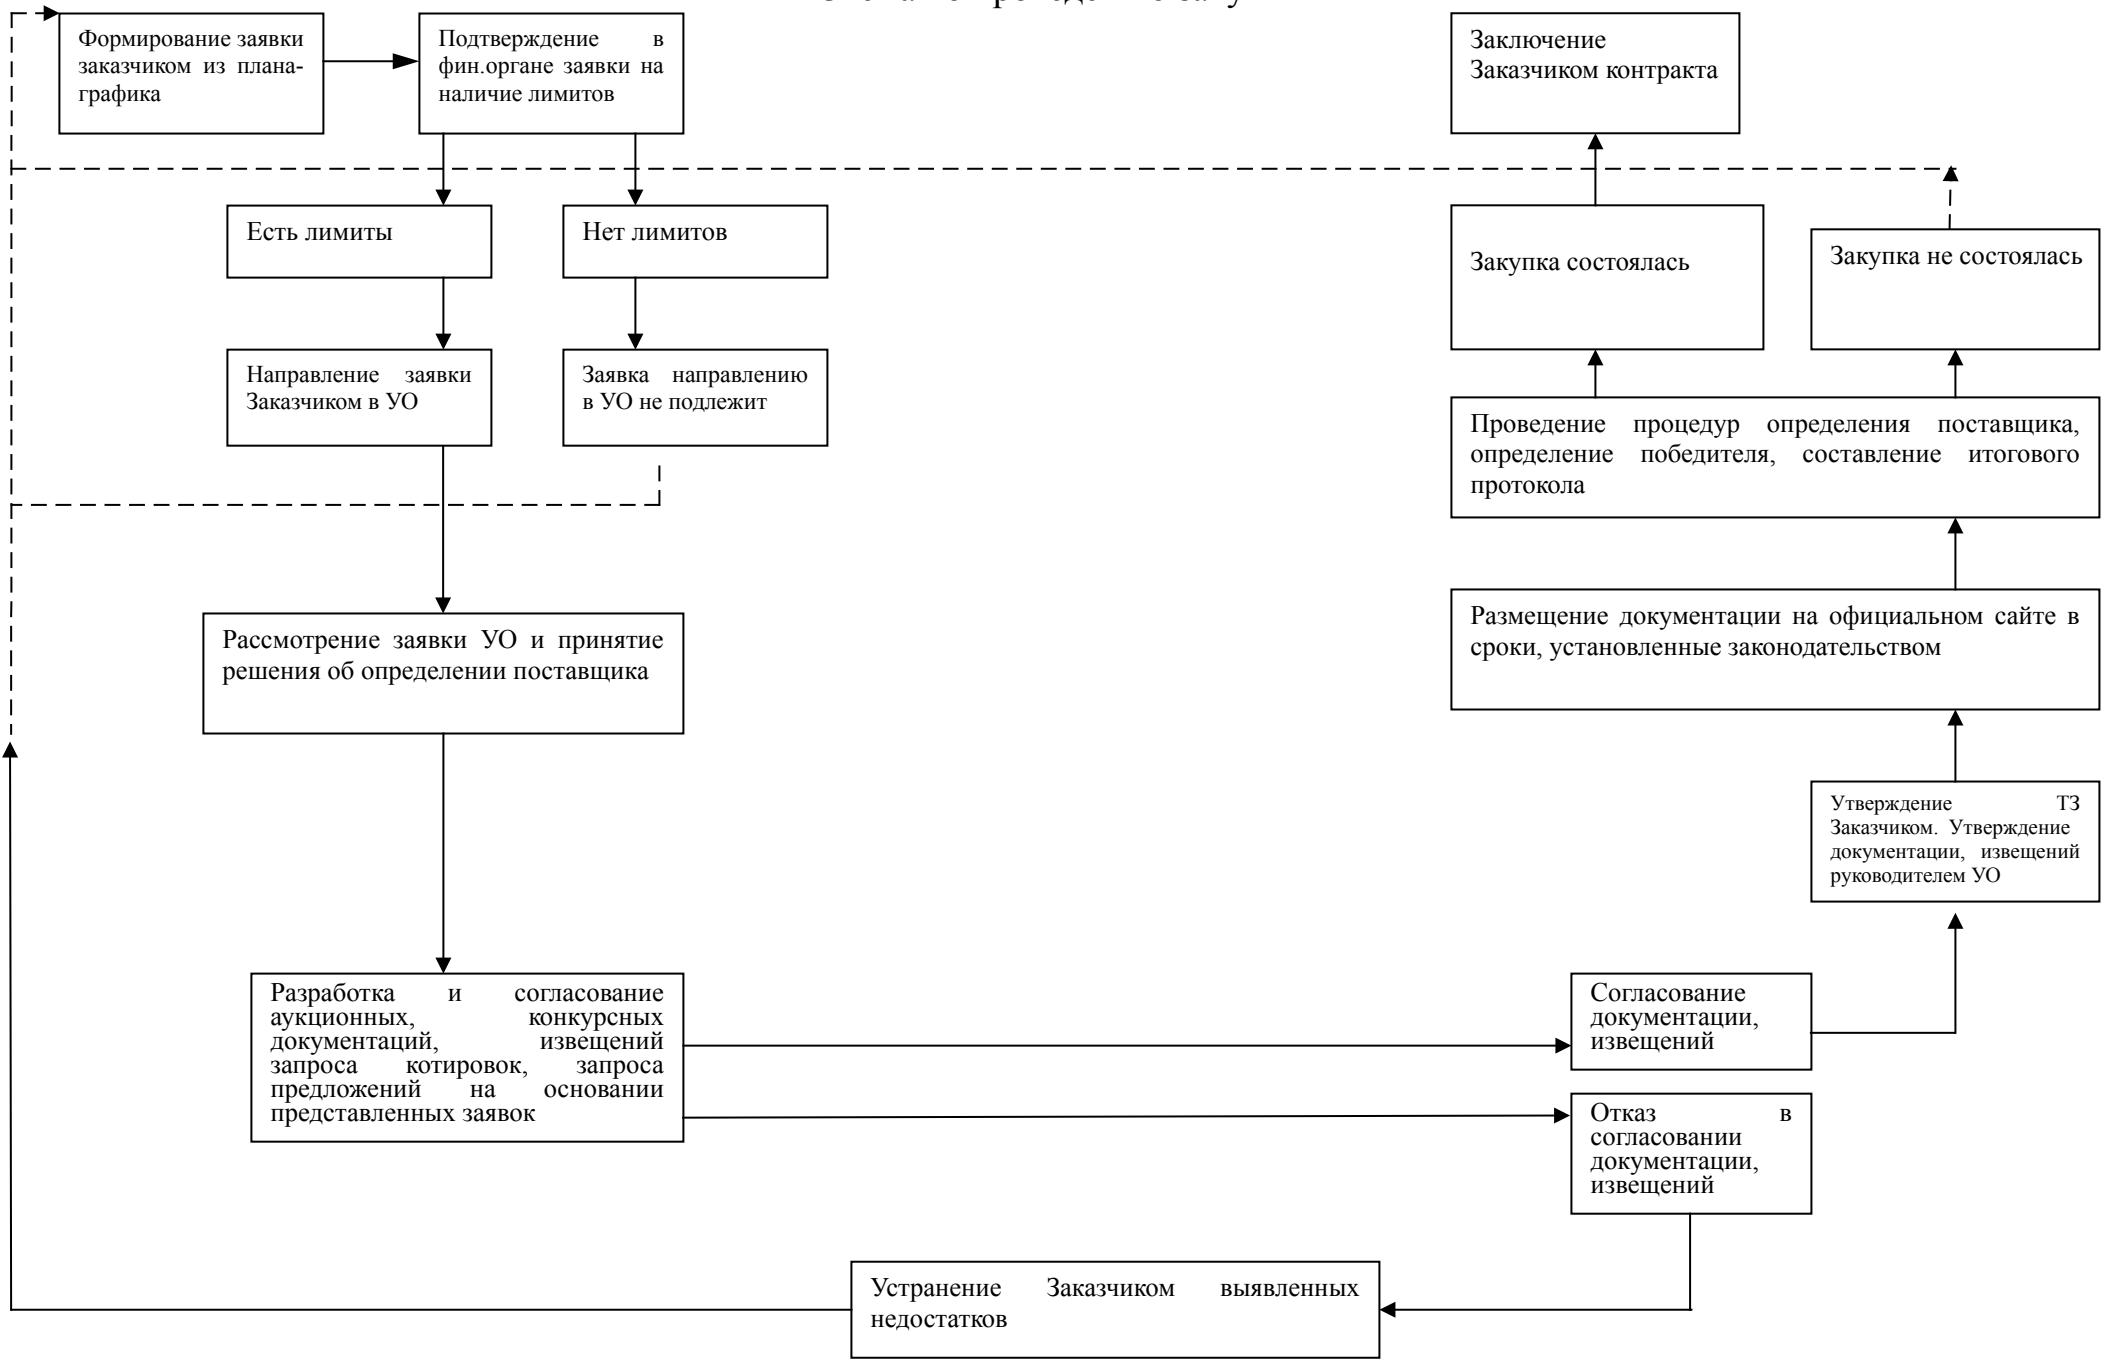 Формирование заявки
заказчиком из плана-
графика
Подтверждение в
фин.органе заявки на
наличие лимитов
Заключение
Заказчиком контракта
Есть лимиты
Нет лимитов
Закупка состоялась
Закупка не состоялась
Направление заявки
Заказчиком в УО
Заявка направлению
в УО не подлежит
Проведение процедур определения поставщика,
определение победителя, составление итогового
протокола
Рассмотрение заявки УО и принятие
решения об определении поставщика
Размещение документации на официальном сайте в
сроки, установленные законодательством
Утверждение ТЗ
Заказчиком. Утверждение
документации, извещений
руководителем УО
Разработка и согласование
аукционных, конкурсных
документаций, извещений
запроса котировок, запроса
предложений на основании
представленных заявок
Согласование
документации,
извещений
Отказ в
согласовании
документации,
извещений
Устранение Заказчиком выявленных
недостатков